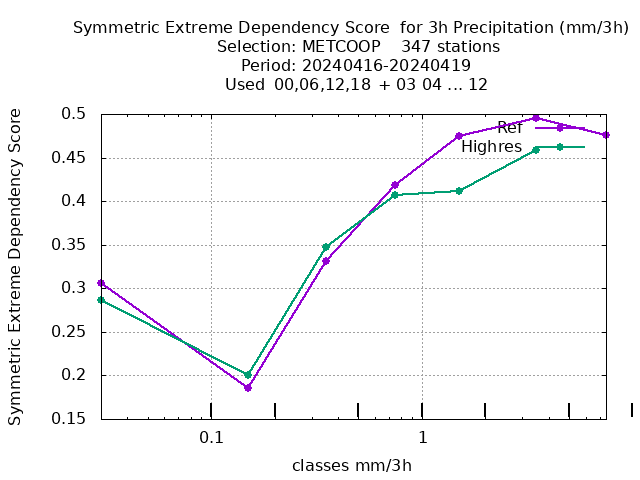 Symmetric Extreme Dependency Score  for 3h Precipitation (mm/3h)
Selection: METCOOP    347 stations
Period: 20240416-20240419
Used  00,06,12,18  + 03 04 ... 12
Symmetric Extreme Dependency Score
0.5
0.45
0.4
0.35
0.3
0.25
0.2
0.15
Ref
Highres
0.1
1
classes mm/3h